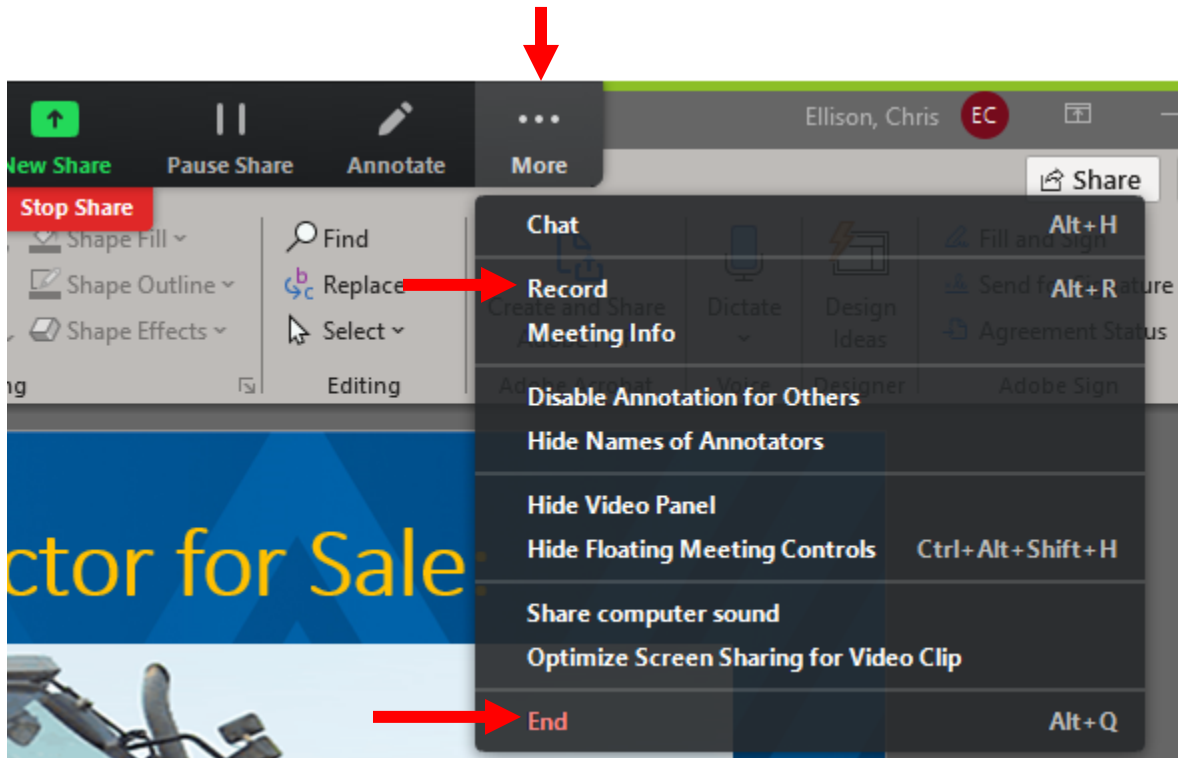 Ellison, Chris EC
New Share Pause Share Annotate More
Share
Stop Share
Shape Fill
Shape Outline
Shape Effects
Find
Replace
Select
ng Editing
Chat Alt+H
Record Alt+R
Meeting Info
Disable Annotation for Others
Hide Names of Annotators
Hide Video Panel
Hide Floating Meeting Controls Ctrl+Alt+Shift+H
Share computer sound
Optimize Screen Sharing for Video Clip
End Alt+Q
Create and Share
Adobe Acrobat
Dictate
Voice
Design
Ideas
Designer
Fill and Sign
Send for Signature
Agreement Status
Adobe Sign
ctor for Sale: